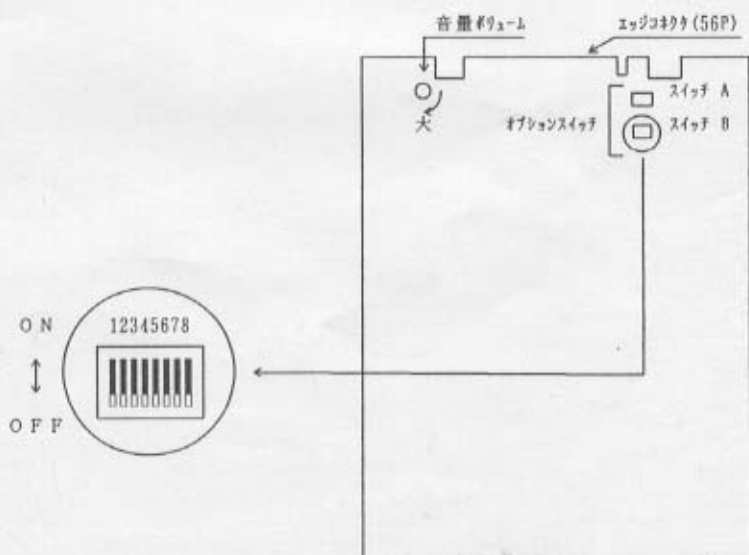 音量ボリューム
エッジコネクタ(56P)
大
オプションスイッチ
スイッチ A
スイッチ B
ON
12345678
OFF